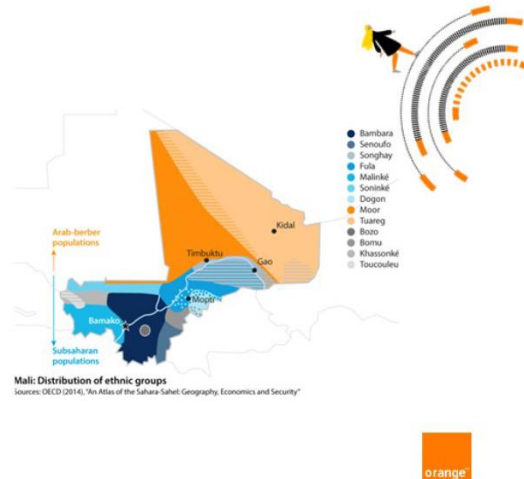 Bambara
Senoufo
Songhay
Fula
Malinké
Soninké
Dogon
Moor
Tuareg
Bozo
Bomu
Khassonké
Toucouleu
Kidal
Arab-berber
populations
Timbuktu
Gao
Mopti
Bamako
Subsaharan
populations
Mali: Distribution of ethnic groups
Sources: OECD (2014), "An Atlas of the Sahara-Sahel: Geography, Economics and Security"
orange™